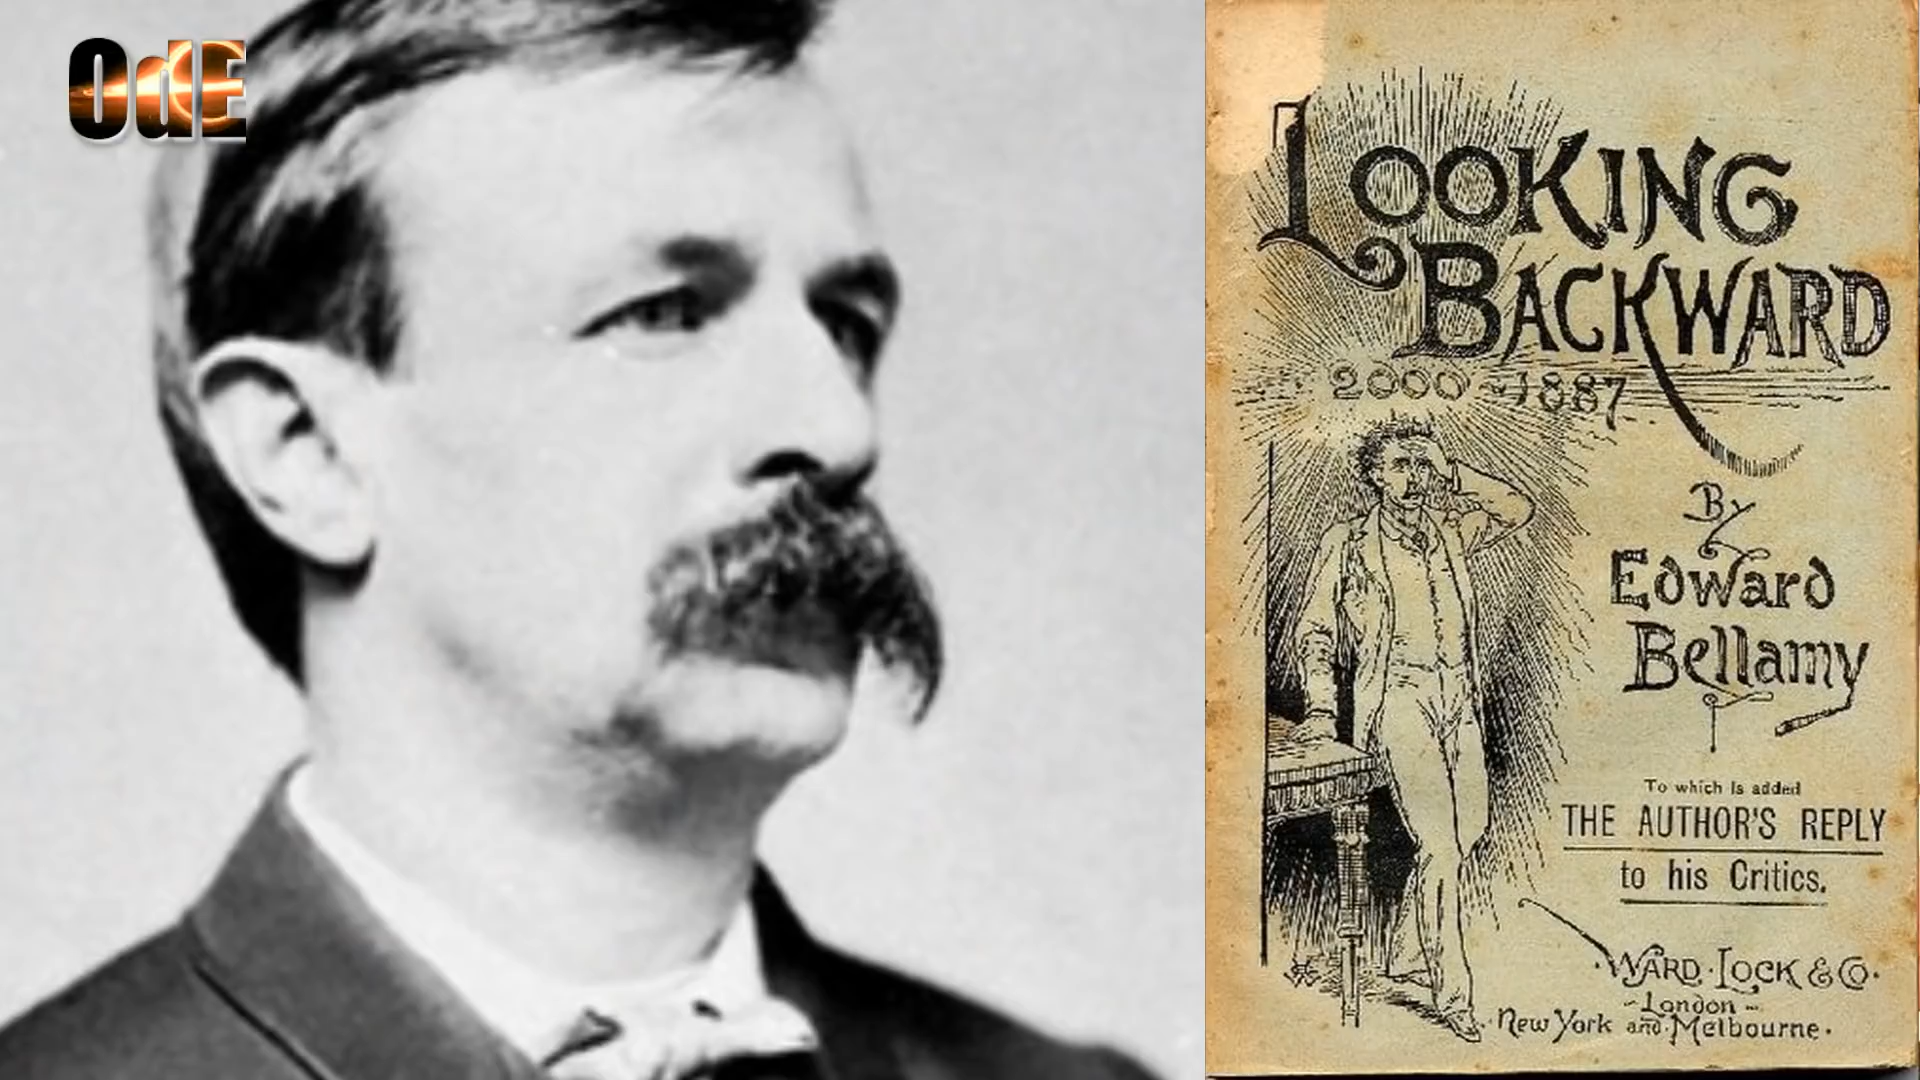 OdE
LOOKING
BACKWARD
2000-1887
By
Edward
Bellamy
To which is added
THE AUTHOR'S REPLY
to his Critics.
·WARD·LOCK & Co·
-London-
New York and Melbourne·